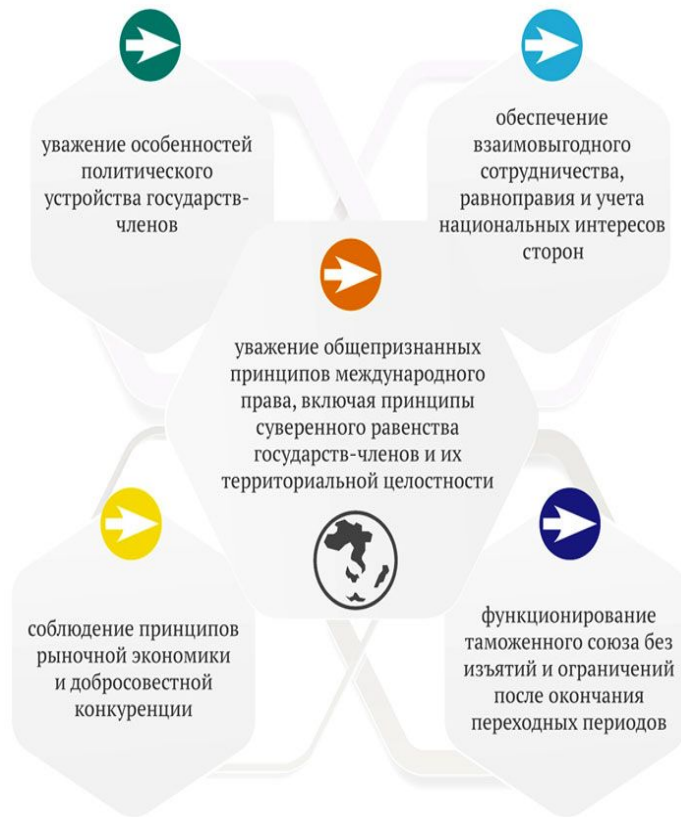 уважение особенностей
политического
устройства государств-
членов
обеспечение
взаимовыгодного
сотрудничества,
равноправия и учета
национальных интересов
сторон
уважение общепризнанных
принципов международного
права, включая принципы
суверенного равенства
государств-членов и их
территориальной целостности
соблюдение принципов
рыночной экономики
и добросовестной
конкуренции
функционирование
таможенного союза без
изъятий и ограничений
после окончания
переходных периодов